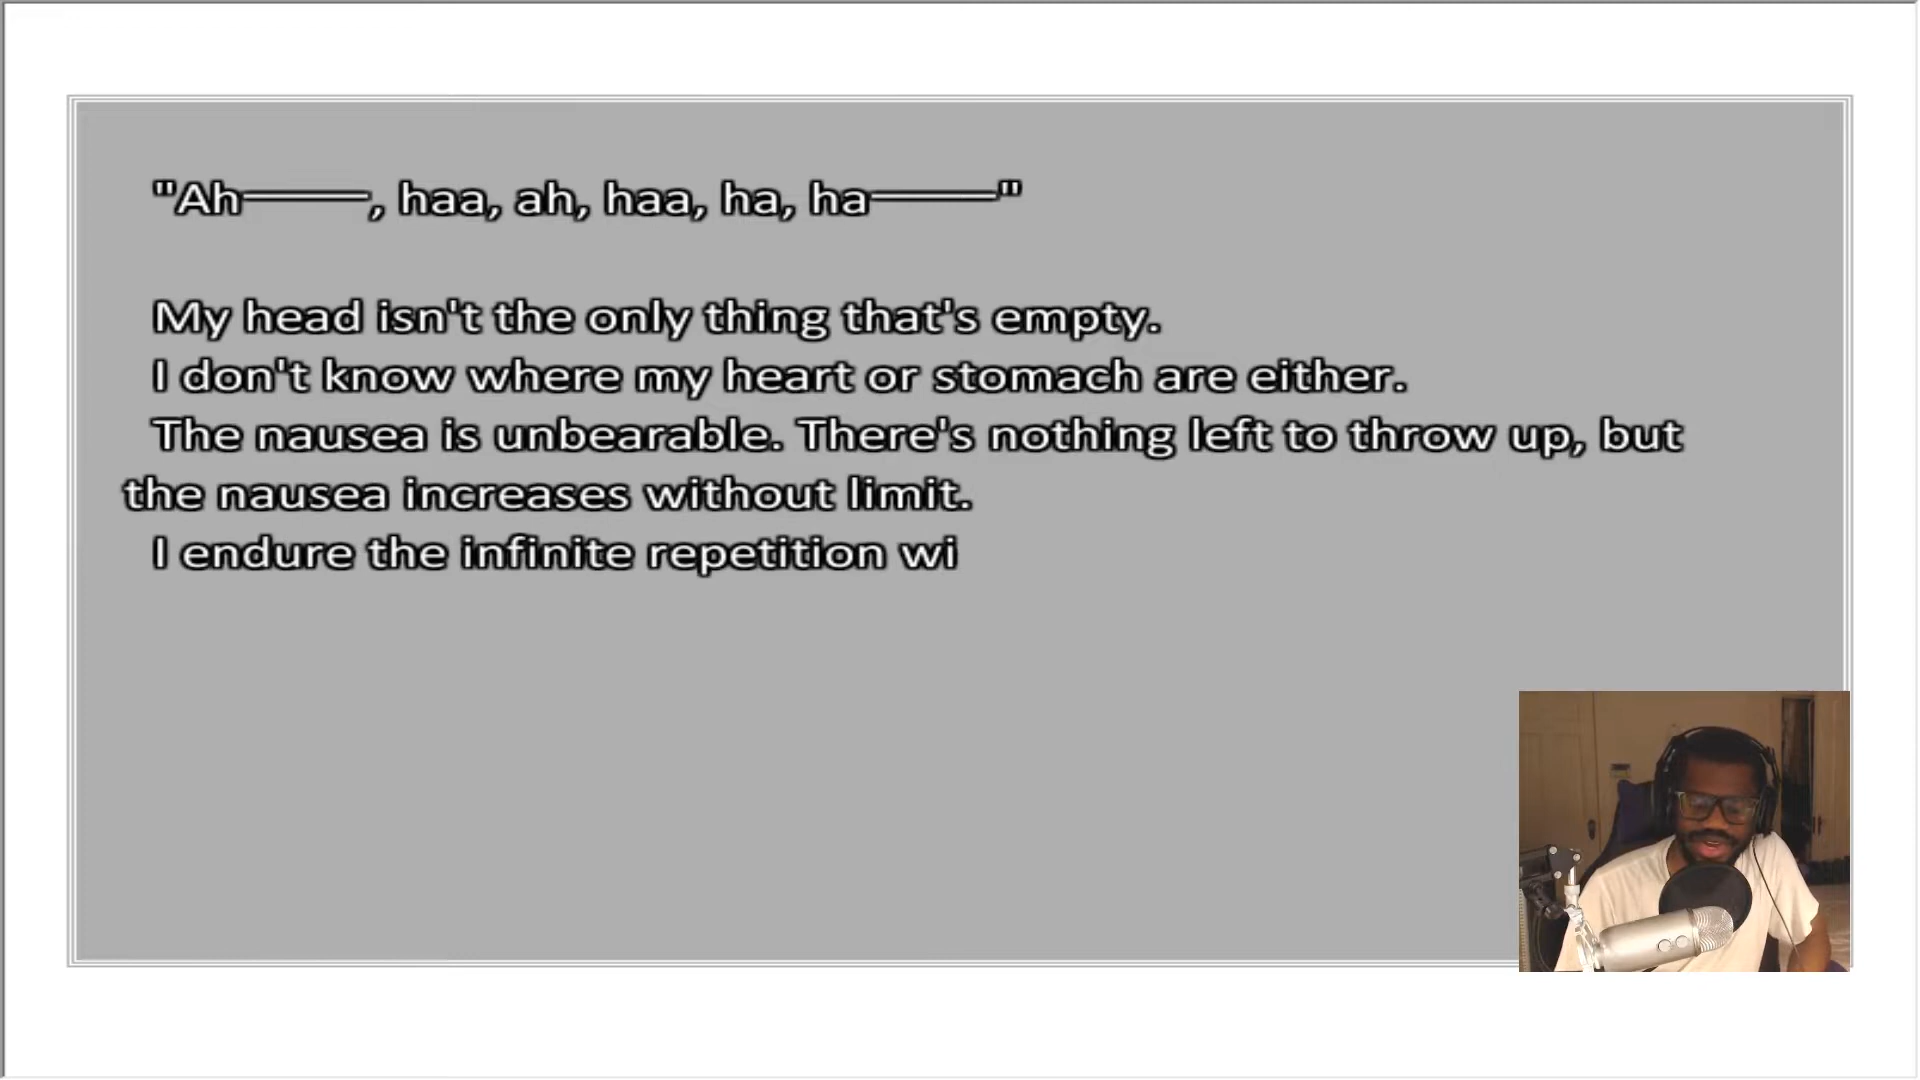 "Ah―――, haa, ah, haa, ha, ha―――"
My head isn't the only thing that's empty.
I don't know where my heart or stomach are either.
The nausea is unbearable. There's nothing left to throw up, but
the nausea increases without limit.
I endure the infinite repetition wi